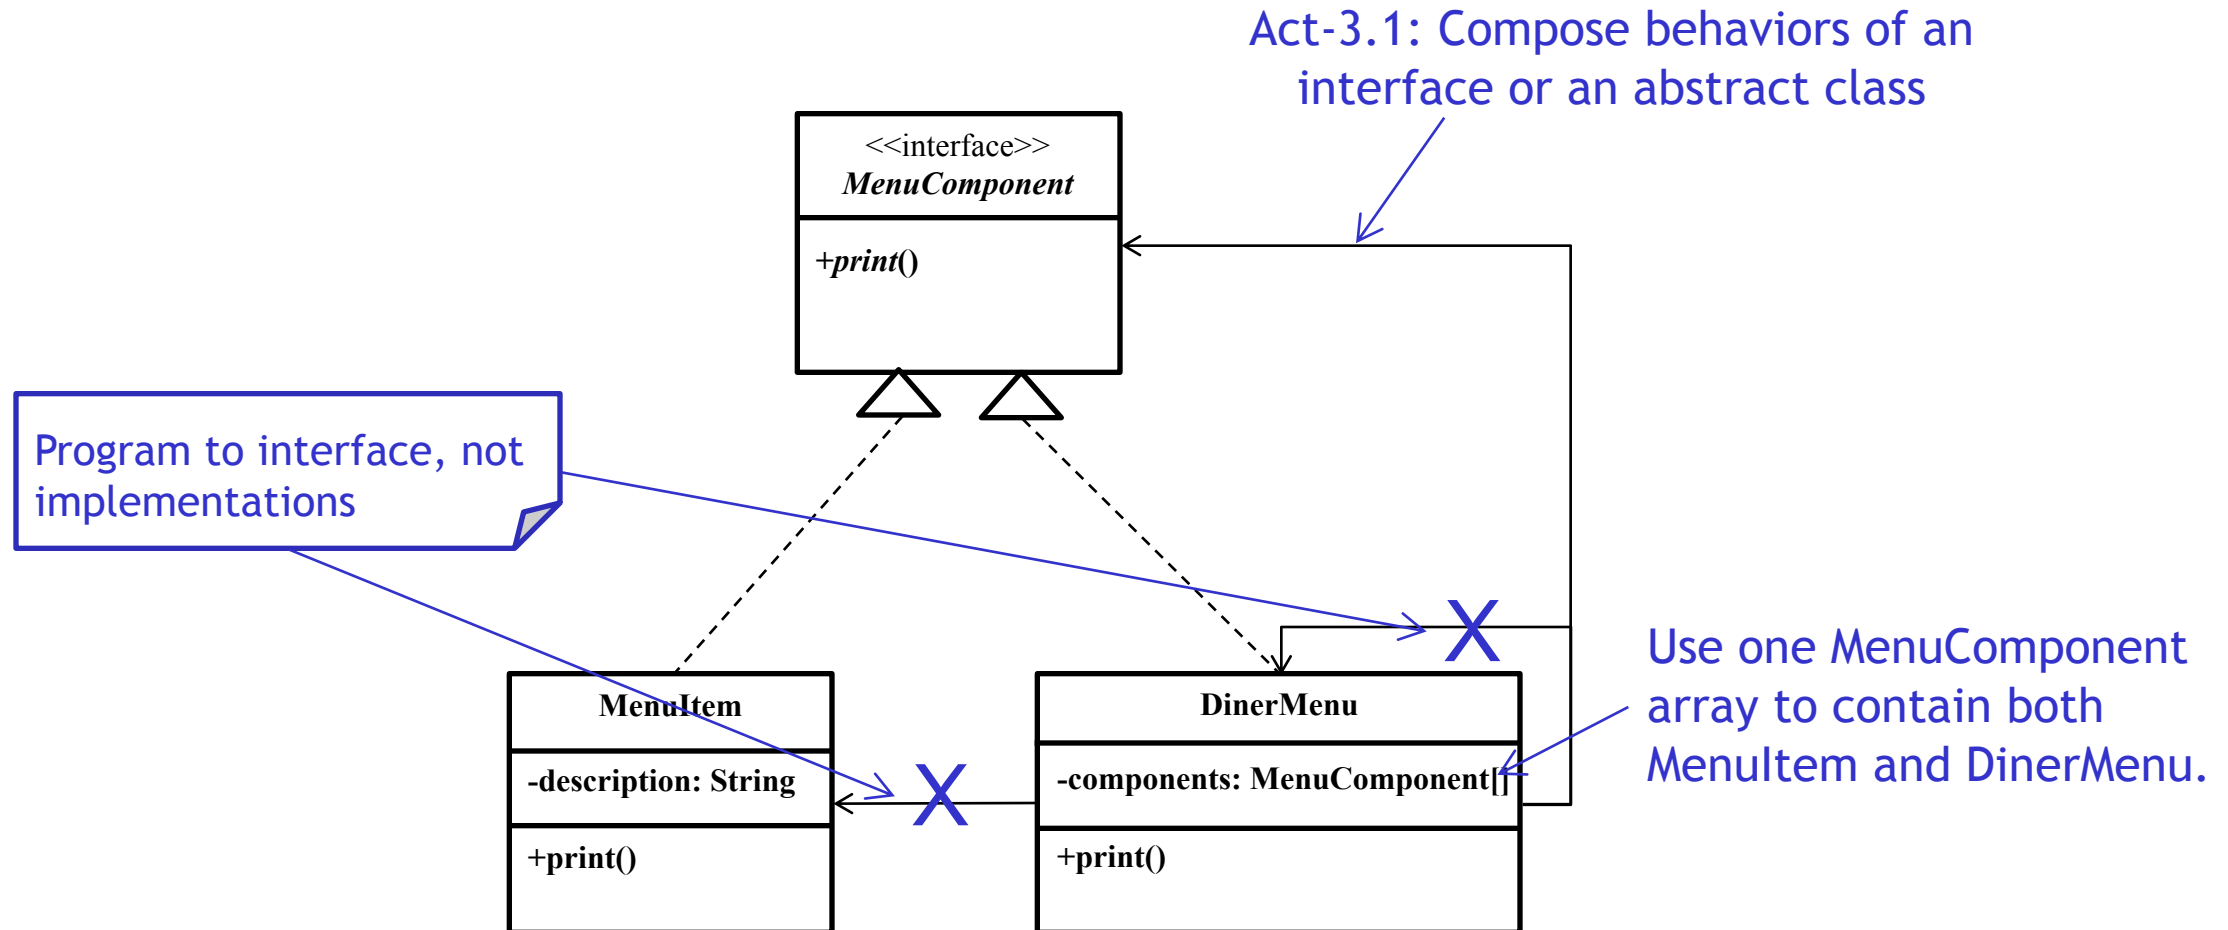 Act-3.1: Compose behaviors of an
interface or an abstract class
<<interface>>
MenuComponent
+print()
Program to interface, not
implementations
X
Use one MenuComponent
array to contain both
MenuItem and DinerMenu.
MenuItem
-description: String
+print()
X
DinerMenu
-components: MenuComponent[]
+print()